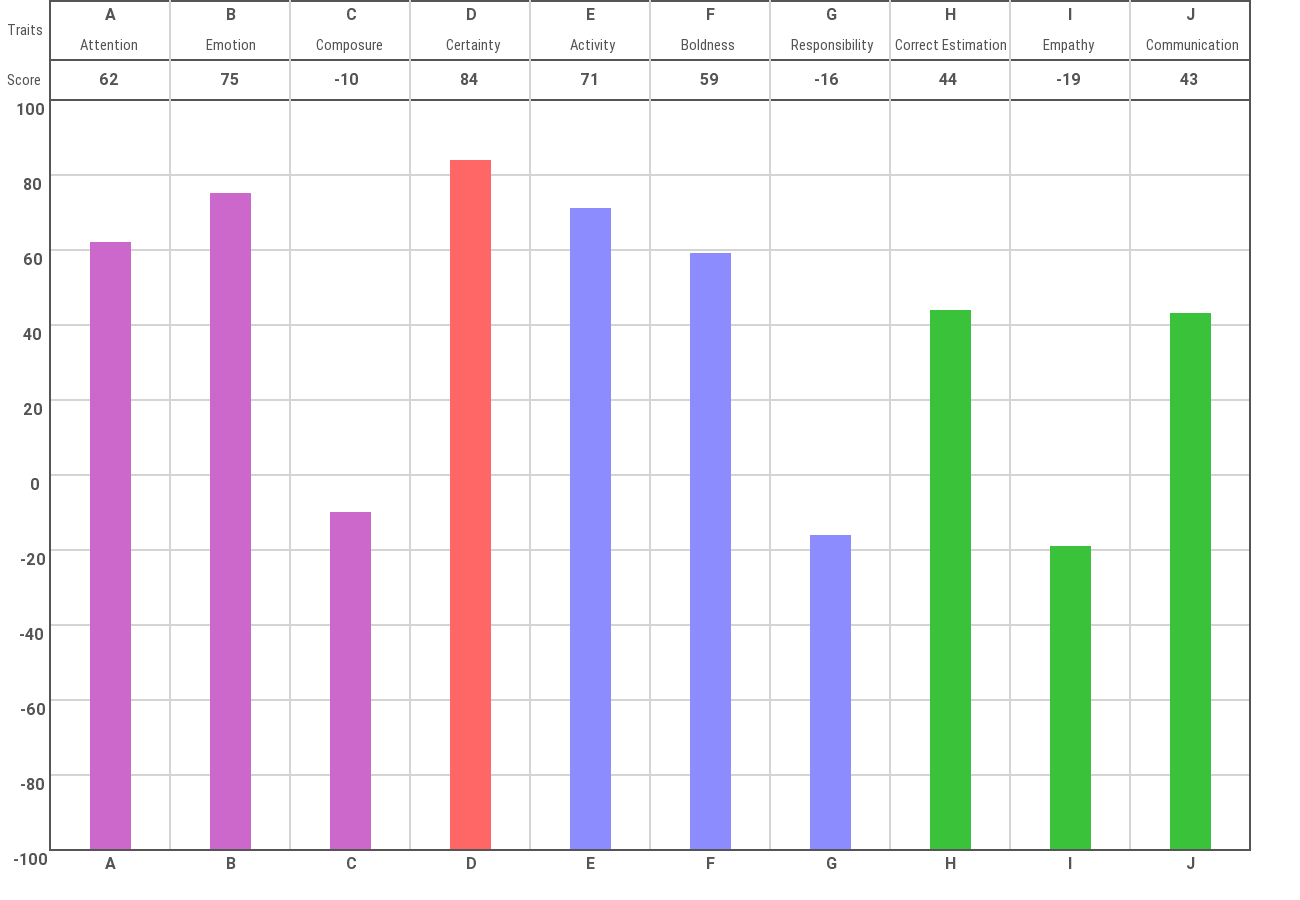 Traits
A B C D E F G H I J
Attention Emotion Composure Certainty Activity Boldness Responsibility Correct Estimation Empathy Communication
Score 62 75 -10 84 71 59 -16 44 -19 43
100
80
60
40
20
0
-20
-40
-60
-80
-100
A B C D E F G H I J